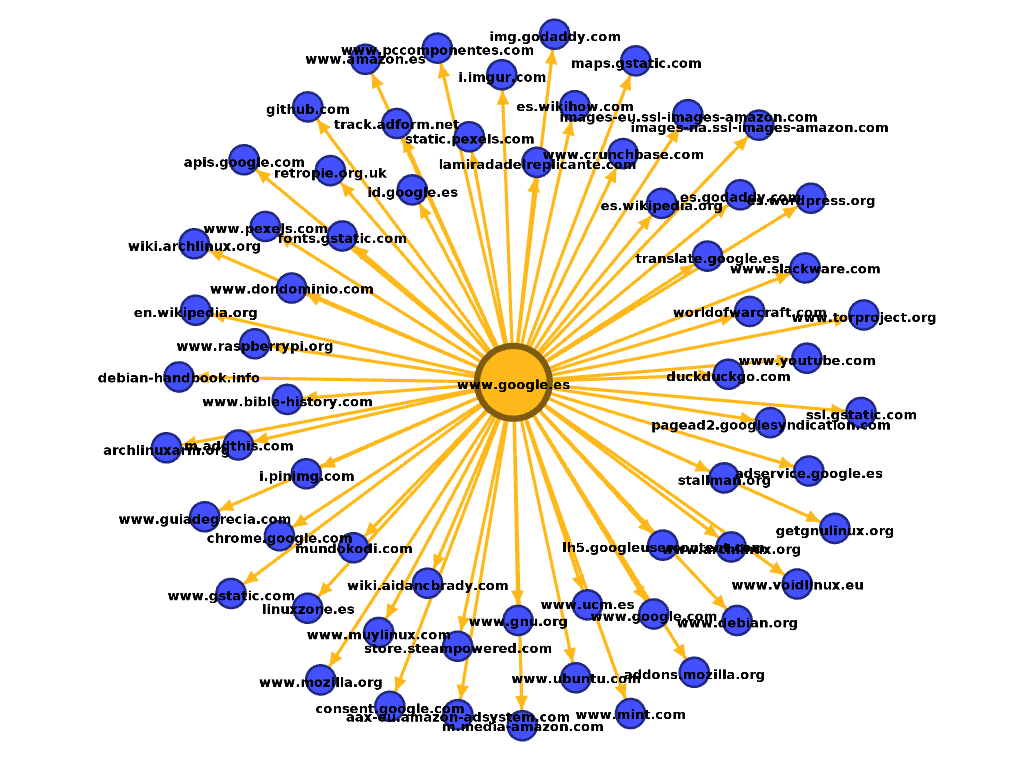 img.godaddy.com
www.pccomponentes.com
www.amazon.es
maps.gstatic.com
i.imgur.com
es.wikihow.com
github.com
images-eu.ssl-images-amazon.com
track.adform.net
images-na.ssl-images-amazon.com
static.pexels.com
www.crunchbase.com
apis.google.com
lamiradadelreplicante.com
retropie.org.uk
id.google.es
es.godaddy.com
es.wordpress.org
es.wikipedia.org
www.pexels.com
fonts.gstatic.com
wiki.archlinux.org
translate.google.es
www.slackware.com
www.dondominio.com
en.wikipedia.org
worldofwarcraft.com
www.torproject.org
www.raspberrypi.org
www.youtube.com
debian-handbook.info
duckduckgo.com
www.google.es
www.bible-history.com
ssl.gstatic.com
pagead2.googlesyndication.com
m.addthis.com
archlinuxarm.org
i.pinimg.com
adservice.google.es
stallman.org
www.guiadegrecia.com
getgnulinux.org
chrome.google.com
mundokodi.com
lh5.googleusercontent.com
www.archlinux.org
www.voidlinux.eu
wiki.aidancbrady.com
www.gstatic.com
www.ucm.es
linuxzone.es
www.google.com
www.gnu.org
www.debian.org
www.muylinux.com
store.steampowered.com
addons.mozilla.org
www.ubuntu.com
www.mozilla.org
consent.google.com
www.mint.com
aax-eu.amazon-adsystem.com
m.media-amazon.com